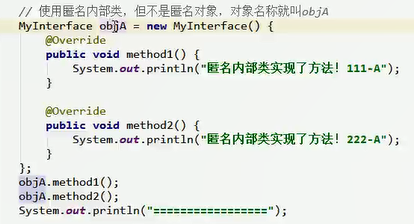 // 使用匿名内部类，但不是匿名对象，对象名称就叫objA
MyInterface objA = new MyInterface() {
@Override
public void method1() {
System.out.println("匿名内部类实现了方法！111-A");
}
@Override
public void method2() {
System.out.println("匿名内部类实现了方法！222-A");
}
};
objA.method1();
objA.method2();
System.out.println("=================");